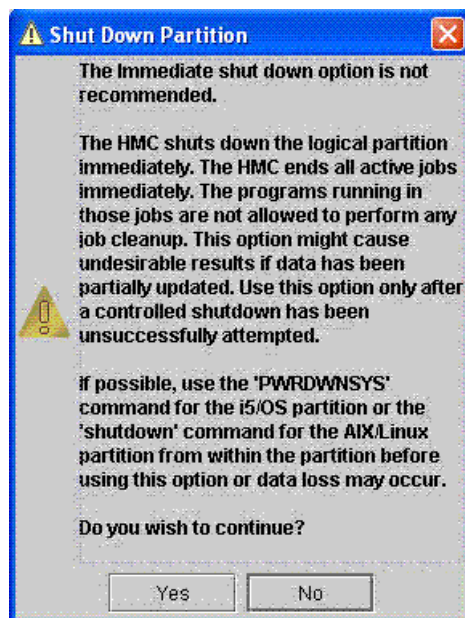 Shut Down Partition
The Immediate shut down option is not
recommended.
The HMC shuts down the logical partition
immediately. The HMC ends all active jobs
immediately. The programs running in
those jobs are not allowed to perform any
job cleanup. This option might cause
undesirable results if data has been
partially updated. Use this option only after
a controlled shutdown has been
unsuccessfully attempted.
If possible, use the 'PWRDWNSYS'
command for the i5/OS partition or the
'shutdown' command for the AIX/Linux
partition from within the partition before
using this option or data loss may occur.
Do you wish to continue?
Yes No